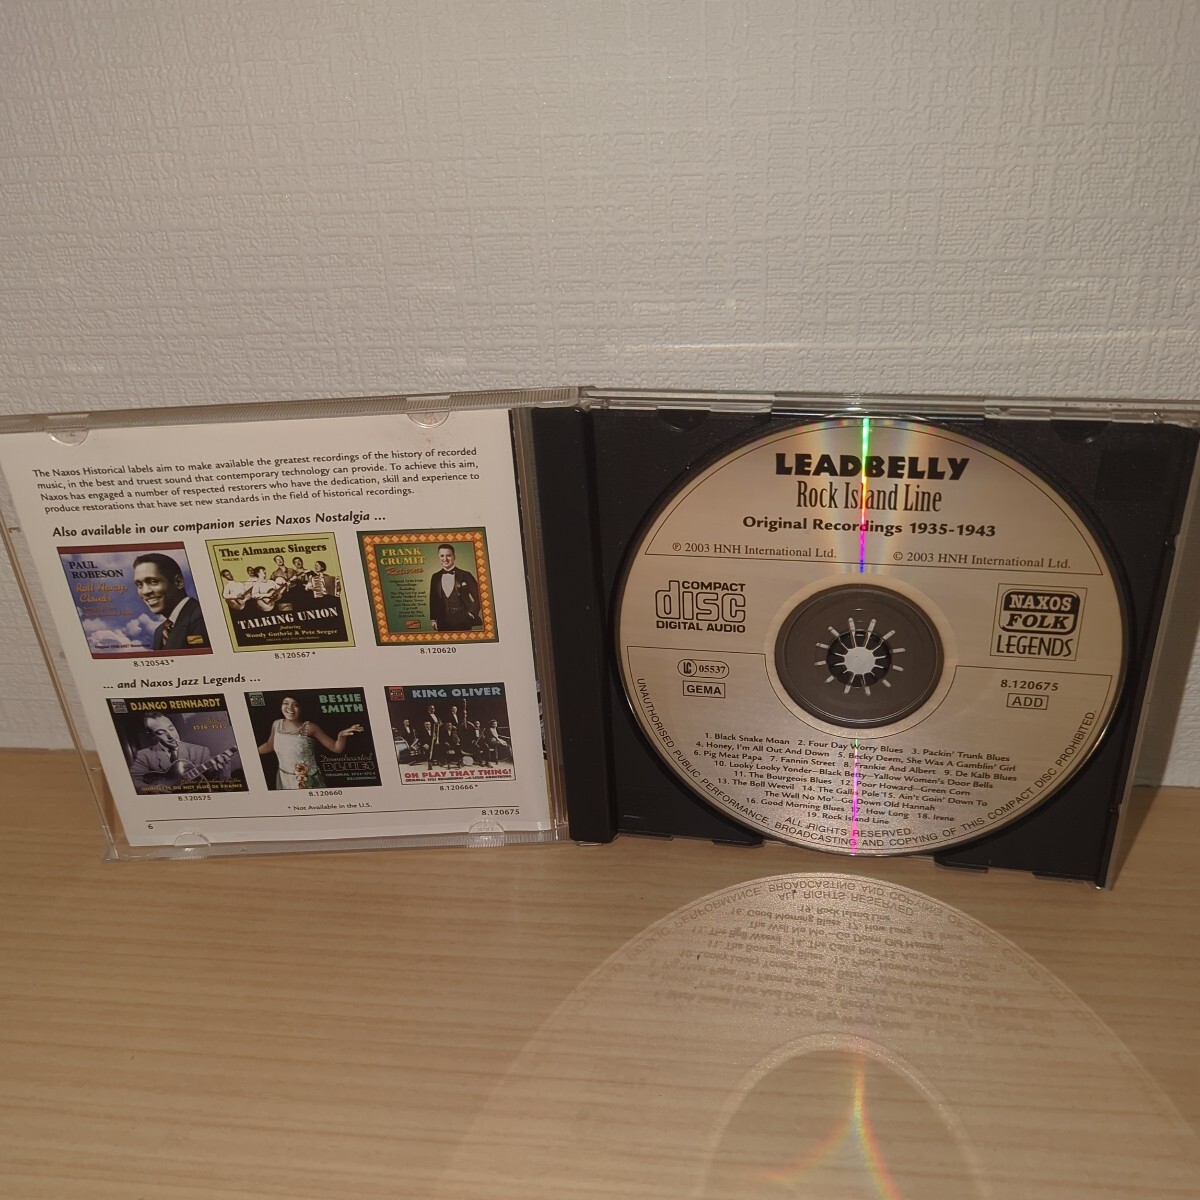 The Naxos Historical labels aim to make available the greatest recordings of the history of recorded
music, in the best and truest sound that contemporary technology can provide. To achieve this aim,
Naxos has engaged a number of respected restorers who have the dedication, skill and experience to
produce restorations that have set new standards in the field of historical recordings.
Also available in our companion series Naxos Nostalgia ...
PAUL
ROBESON
Roll Away,
Clouds
8.120543*
The Almanac Singers
TALKING UNION
featuring
Woody Guthrie & Pete Seeger
8.120567*
FRANK
CRUMIT
Returns
8.120620
... and Naxos Jazz Legends ...
DJANGO REINHARDT
8.120575
BESSIE
SMITH
Downhearted
BLUES
8.120660
KING OLIVER
OH PLAY THAT THING!
8.120666*
* Not Available in the U.S.
6
8.120675
LEADBELLY
Rock Island Line
Original Recordings 1935-1943
℗ 2003 HNH International Ltd.
© 2003 HNH International Ltd.
COMPACT
disc
DIGITAL AUDIO
NAXOS
FOLK
LEGENDS
LC 05537
GEMA
8.120675
ADD
1. Black Snake Moan 2. Four Day Worry Blues 3. Packin' Trunk Blues
4. Honey, I'm All Out And Down 5. Becky Deem, She Was A Gamblin' Girl
6. Pig Meat Papa 7. Fannin Street 8. Frankie And Albert 9. De Kalb Blues
10. Looky Looky Yonder—Black Betty—Yallow Women's Door Bells
11. The Bourgeois Blues 12. Poor Howard—Green Corn
13. The Boll Weevil 14. The Gallis Pole 15. Ain't Goin' Down To
The Well No Mo'—Go Down Old Hannah
16. Good Morning Blues 17. How Long 18. Irene
19. Rock Island Line
ALL RIGHTS RESERVED.
UNAUTHORISED PUBLIC PERFORMANCE, BROADCASTING AND COPYING OF THIS COMPACT DISC PROHIBITED.